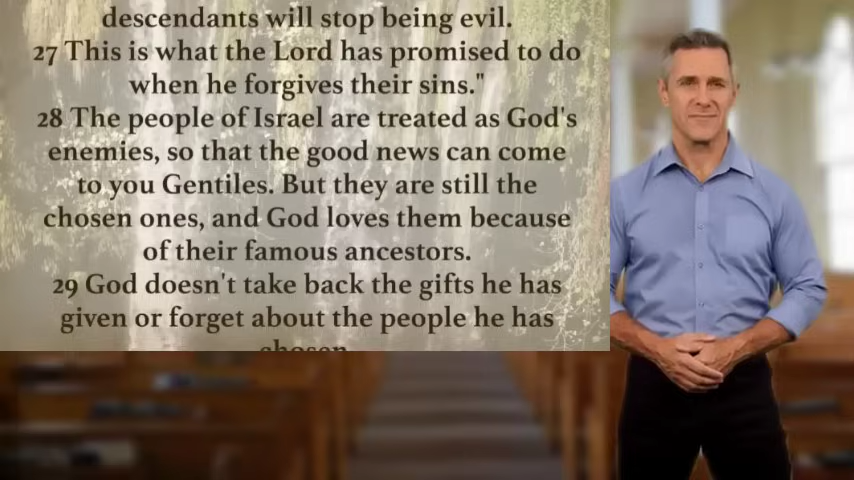 descendants will stop being evil.
27 This is what the Lord has promised to do
when he forgives their sins."
28 The people of Israel are treated as God's
enemies, so that the good news can come
to you Gentiles. But they are still the
chosen ones, and God loves them because
of their famous ancestors.
29 God doesn't take back the gifts he has
given or forget about the people he has
chosen